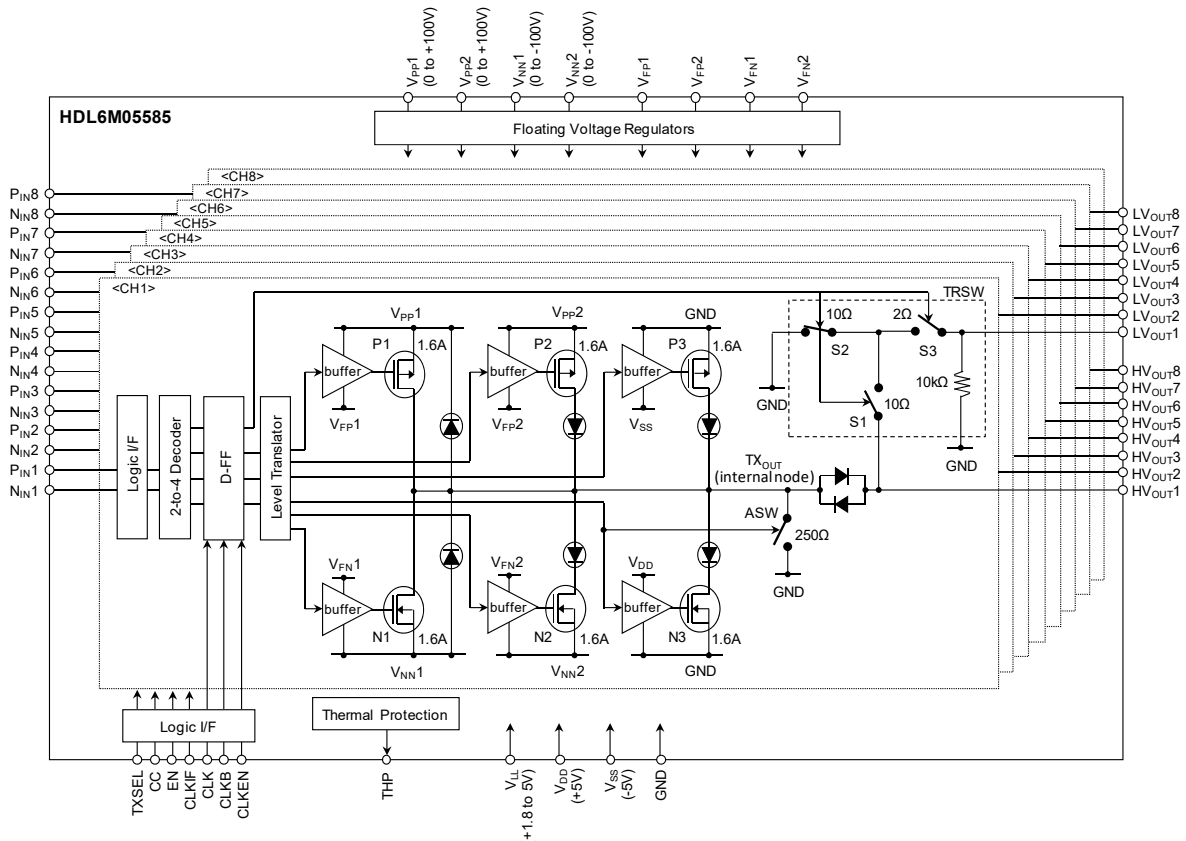 VPP1
(0 to +100V)
VPP2
(0 to +100V)
VNN1
(0 to -100V)
VNN2
(0 to -100V)
VFP1
VFP2
VFN1
VFN2
HDL6M05585
Floating Voltage Regulators
PIN8
NIN8
PIN7
NIN7
PIN6
NIN6
PIN5
NIN5
PIN4
NIN4
PIN3
NIN3
PIN2
NIN2
PIN1
NIN1
<CH8>
<CH7>
<CH6>
<CH5>
<CH4>
<CH3>
<CH2>
<CH1>
LVOUT8
LVOUT7
LVOUT6
LVOUT5
LVOUT4
LVOUT3
LVOUT2
LVOUT1
HVOUT8
HVOUT7
HVOUT6
HVOUT5
HVOUT4
HVOUT3
HVOUT2
HVOUT1
Logic I/F
2-to-4 Decoder
D-FF
Level Translator
VPP1
P1
1.6A
buffer
VFP1
VPP2
P2
1.6A
buffer
VFP2
GND
P3
1.6A
buffer
VSS
TRSW
10Ω
S2
2Ω
S3
GND
10Ω
S1
10kΩ
GND
TXOUT
(internal node)
ASW
250Ω
GND
VFN1
buffer
N1
1.6A
VNN1
VFN2
buffer
N2
1.6A
VNN2
VDD
buffer
N3
1.6A
GND
Logic I/F
Thermal Protection
TXSEL
CC
EN
CLKIF
CLK
CLKB
CLKEN
THP
VLL
+1.8 to 5V)
VDD
(+5V)
VSS
(-5V)
GND